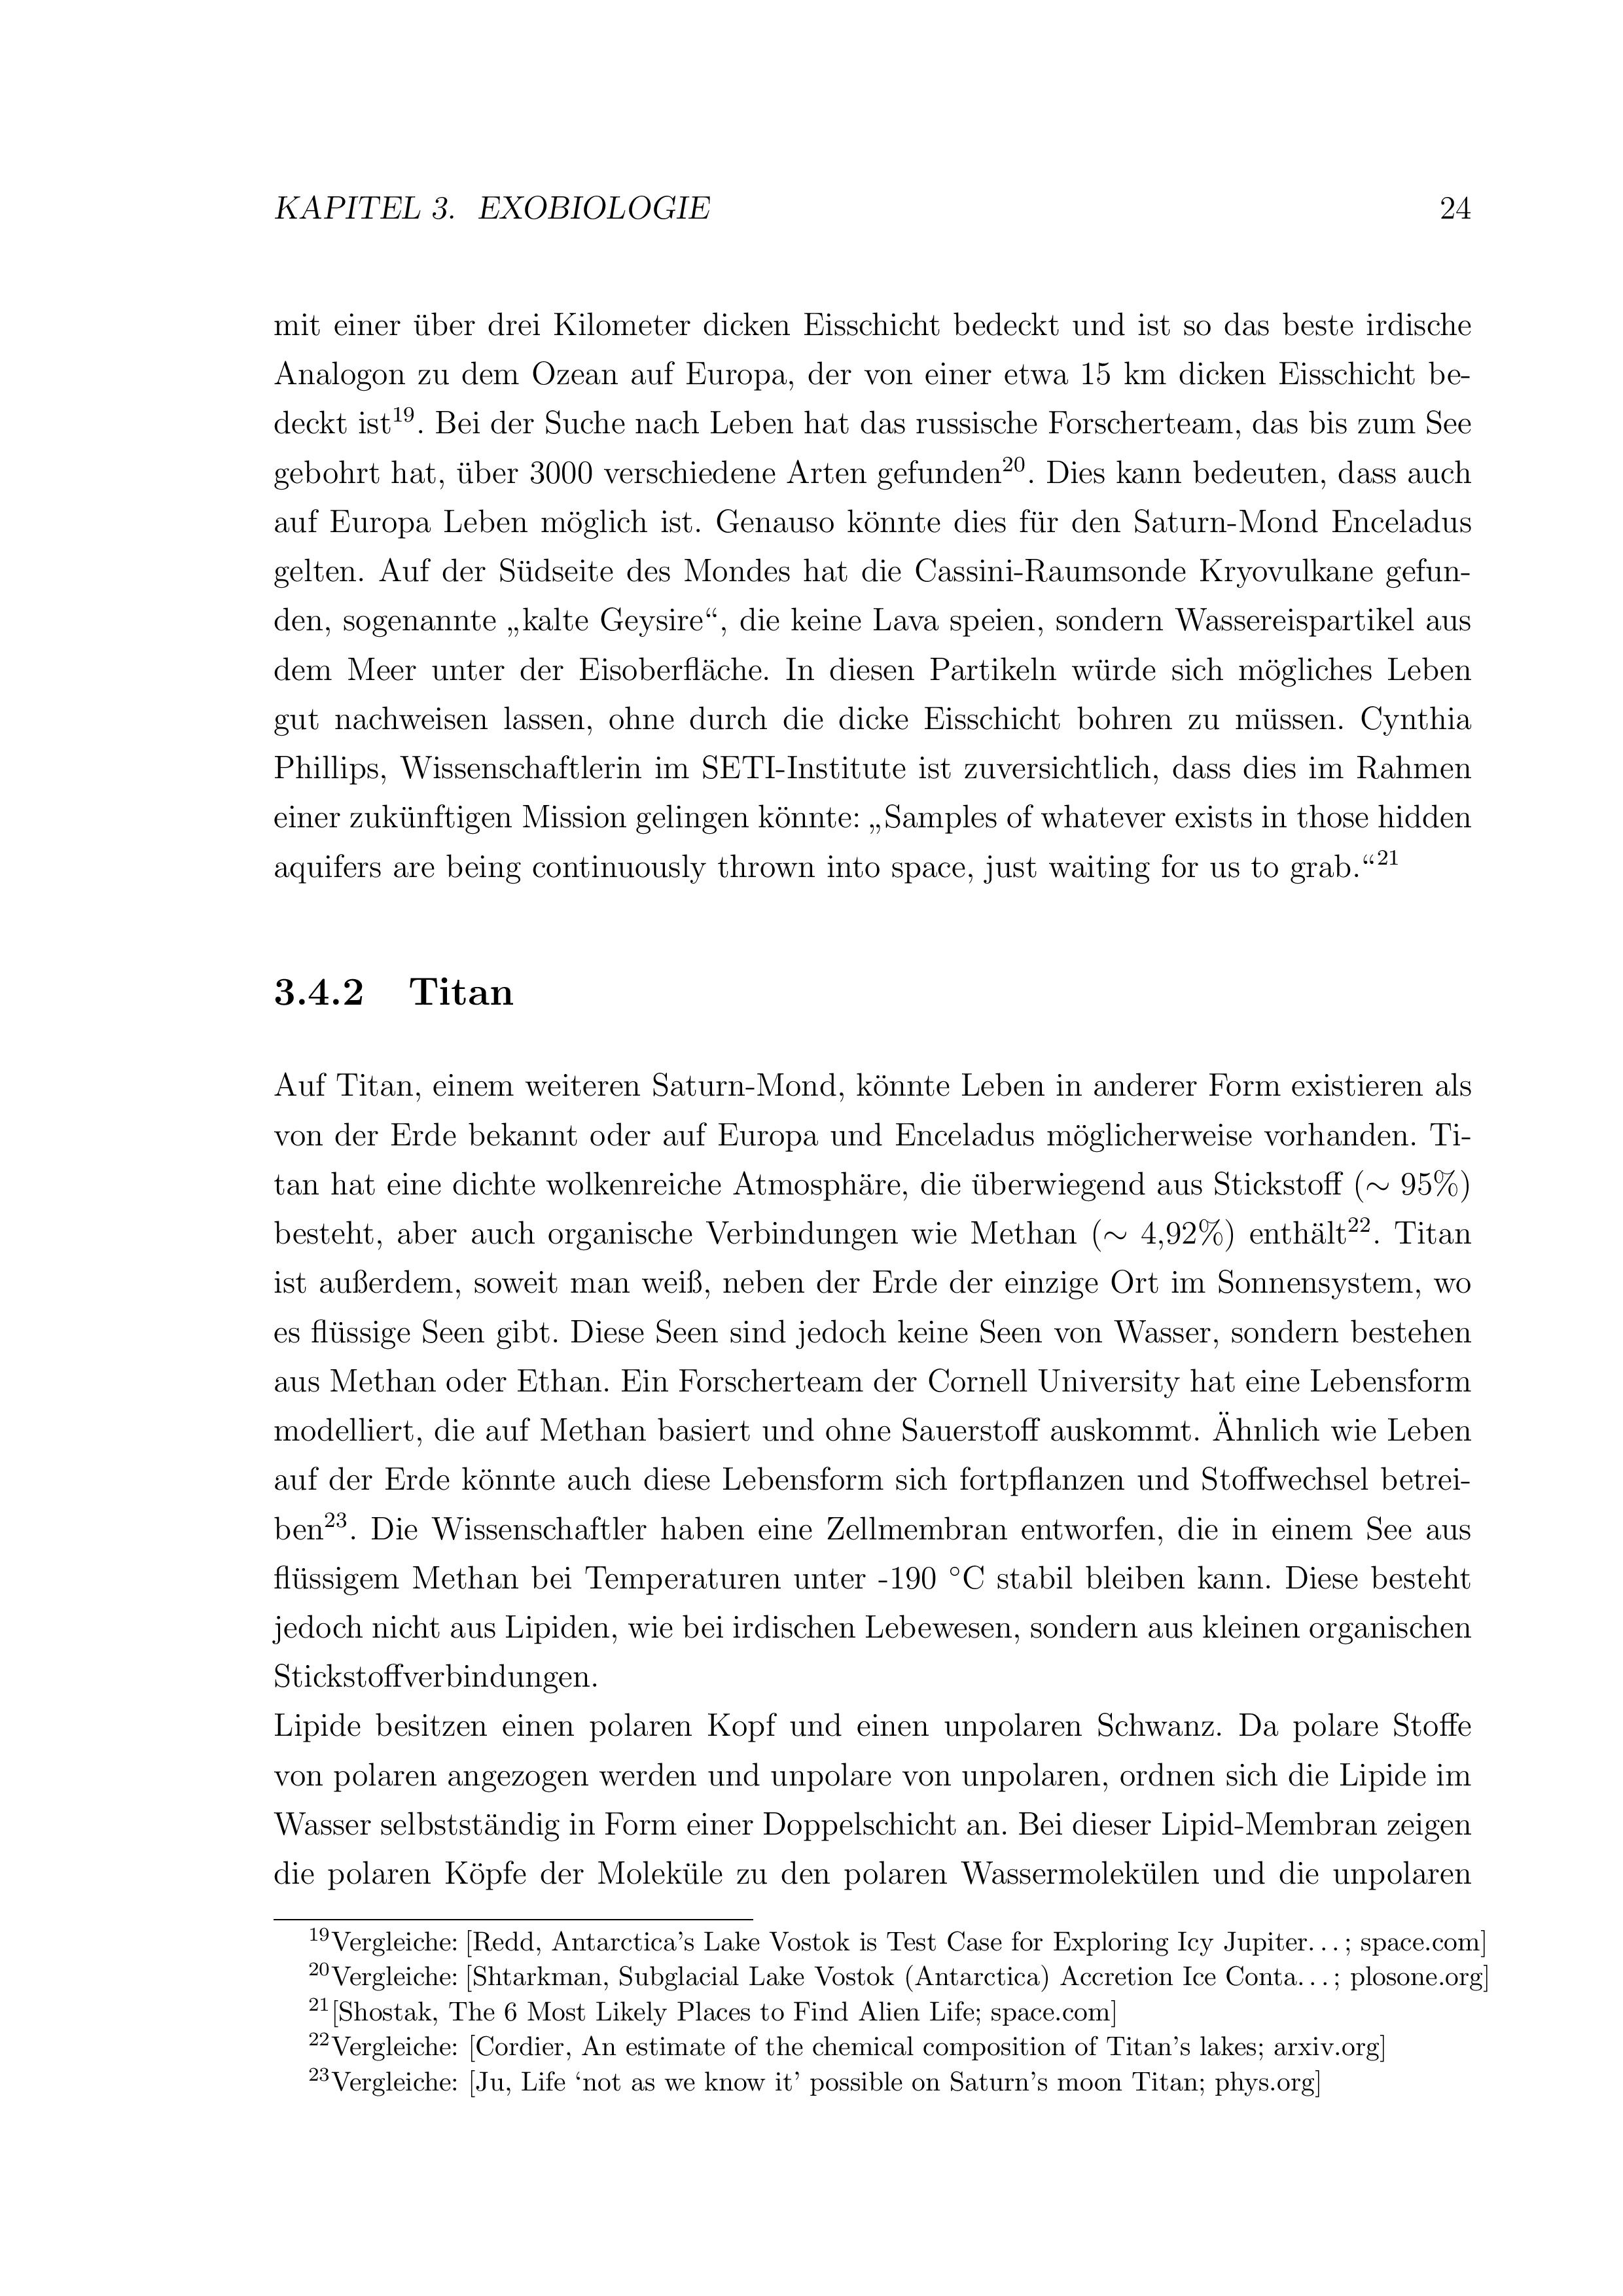 KAPITEL 3. EXOBIOLOGIE 24
mit einer über drei Kilometer dicken Eisschicht bedeckt und ist so das beste irdische
Analogon zu dem Ozean auf Europa, der von einer etwa 15 km dicken Eisschicht be-
deckt ist¹⁹. Bei der Suche nach Leben hat das russische Forscherteam, das bis zum See
gebohrt hat, über 3000 verschiedene Arten gefunden²⁰. Dies kann bedeuten, dass auch
auf Europa Leben möglich ist. Genauso könnte dies für den Saturn-Mond Enceladus
gelten. Auf der Südseite des Mondes hat die Cassini-Raumsonde Kryovulkane gefun-
den, sogenannte „kalte Geysire“, die keine Lava speien, sondern Wassereispartikel aus
dem Meer unter der Eisoberfläche. In diesen Partikeln würde sich mögliches Leben
gut nachweisen lassen, ohne durch die dicke Eisschicht bohren zu müssen. Cynthia
Phillips, Wissenschaftlerin im SETI-Institute ist zuversichtlich, dass dies im Rahmen
einer zukünftigen Mission gelingen könnte: „Samples of whatever exists in those hidden
aquifers are being continuously thrown into space, just waiting for us to grab.“²¹
3.4.2 Titan
Auf Titan, einem weiteren Saturn-Mond, könnte Leben in anderer Form existieren als
von der Erde bekannt oder auf Europa und Enceladus möglicherweise vorhanden. Ti-
tan hat eine dichte wolkenreiche Atmosphäre, die überwiegend aus Stickstoff (∼ 95%)
besteht, aber auch organische Verbindungen wie Methan (∼ 4,92%) enthält²². Titan
ist außerdem, soweit man weiß, neben der Erde der einzige Ort im Sonnensystem, wo
es flüssige Seen gibt. Diese Seen sind jedoch keine Seen von Wasser, sondern bestehen
aus Methan oder Ethan. Ein Forscherteam der Cornell University hat eine Lebensform
modelliert, die auf Methan basiert und ohne Sauerstoff auskommt. Ähnlich wie Leben
auf der Erde könnte auch diese Lebensform sich fortpflanzen und Stoffwechsel betrei-
ben²³. Die Wissenschaftler haben eine Zellmembran entworfen, die in einem See aus
flüssigem Methan bei Temperaturen unter -190 °C stabil bleiben kann. Diese besteht
jedoch nicht aus Lipiden, wie bei irdischen Lebewesen, sondern aus kleinen organischen
Stickstoffverbindungen.
Lipide besitzen einen polaren Kopf und einen unpolaren Schwanz. Da polare Stoffe
von polaren angezogen werden und unpolare von unpolaren, ordnen sich die Lipide im
Wasser selbstständig in Form einer Doppelschicht an. Bei dieser Lipid-Membran zeigen
die polaren Köpfe der Moleküle zu den polaren Wassermolekülen und die unpolaren
¹⁹Vergleiche: [Redd, Antarctica’s Lake Vostok is Test Case for Exploring Icy Jupiter. . . ; space.com]
²⁰Vergleiche: [Shtarkman, Subglacial Lake Vostok (Antarctica) Accretion Ice Conta. . . ; plosone.org]
²¹[Shostak, The 6 Most Likely Places to Find Alien Life; space.com]
²²Vergleiche: [Cordier, An estimate of the chemical composition of Titan’s lakes; arxiv.org]
²³Vergleiche: [Ju, Life ‘not as we know it’ possible on Saturn’s moon Titan; phys.org]